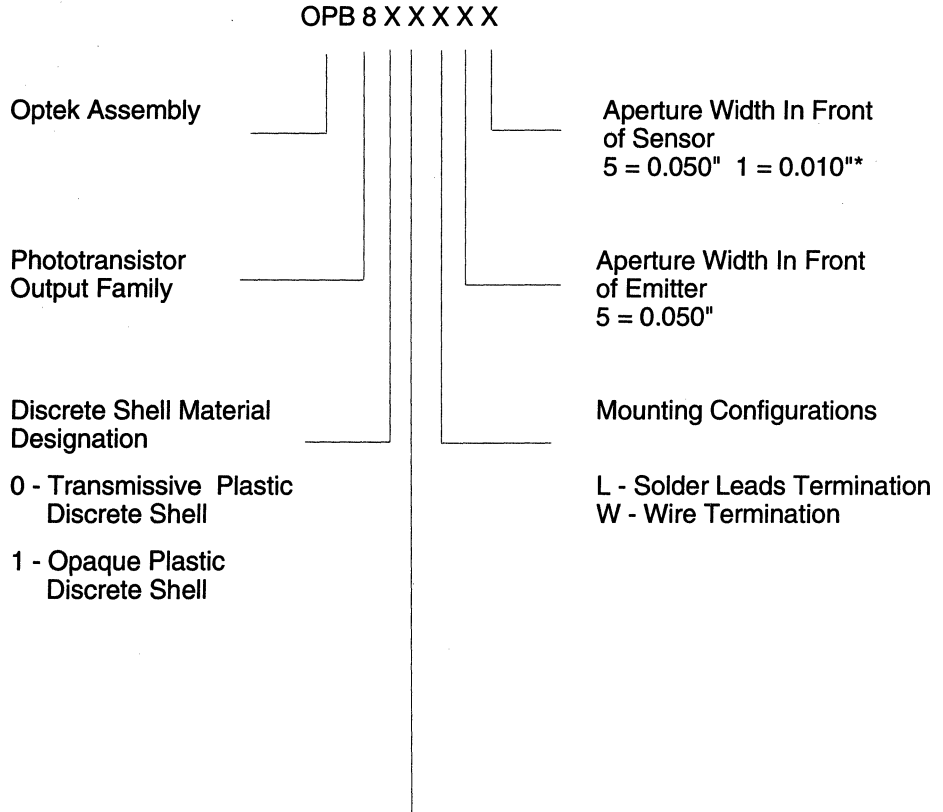 OPB 8 X X X X X
Optek Assembly
Aperture Width In Front
of Sensor
5 = 0.050" 1 = 0.010"*
Phototransistor
Output Family
Aperture Width In Front
of Emitter
5 = 0.050"
Discrete Shell Material
Designation
0 - Transmissive Plastic
Discrete Shell
1 - Opaque Plastic
Discrete Shell
Mounting Configurations
L - Solder Leads Termination
W - Wire Termination